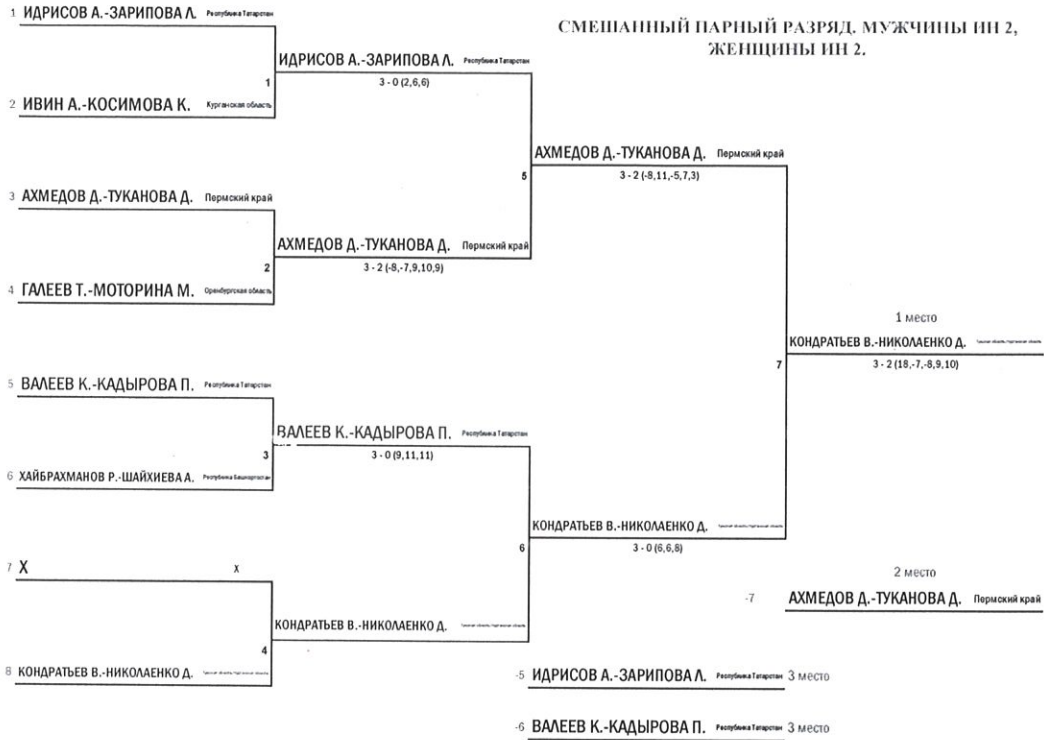 СМЕШАННЫЙ ПАРНЫЙ РАЗРЯД. МУЖЧИНЫ ИН 2,
ЖЕНЩИНЫ ИН 2.
1 ИДРИСОВ А.-ЗАРИПОВА Л. Республика Татарстан
1 ИДРИСОВ А.-ЗАРИПОВА Л. Республика Татарстан
3 - 0 (2,6,6)
2 ИВИН А.-КОСИМОВА К. Курганская область
5 АХМЕДОВ Д.-ТУКАНОВА Д. Пермский край
3 - 2 (-8,11,-5,7,3)
3 АХМЕДОВ Д.-ТУКАНОВА Д. Пермский край
2 АХМЕДОВ Д.-ТУКАНОВА Д. Пермский край
3 - 2 (-8,-7,9,10,9)
4 ГАЛЕЕВ Т.-МОТОРИНА М. Оренбургская область
1 место
7 КОНДРАТЬЕВ В.-НИКОЛАЕНКО Д.
3 - 2 (18,-7,-8,9,10)
5 ВАЛЕЕВ К.-КАДЫРОВА П. Республика Татарстан
3 ВАЛЕЕВ К.-КАДЫРОВА П. Республика Татарстан
3 - 0 (9,11,11)
6 ХАЙБРАХМАНОВ Р.-ШАЙХИЕВА А. Республика Башкортостан
6 КОНДРАТЬЕВ В.-НИКОЛАЕНКО Д.
3 - 0 (6,6,8)
7 X x
2 место
-7 АХМЕДОВ Д.-ТУКАНОВА Д. Пермский край
4 КОНДРАТЬЕВ В.-НИКОЛАЕНКО Д.
8 КОНДРАТЬЕВ В.-НИКОЛАЕНКО Д.
-5 ИДРИСОВ А.-ЗАРИПОВА Л. Республика Татарстан 3 место
-6 ВАЛЕЕВ К.-КАДЫРОВА П. Республика Татарстан 3 место